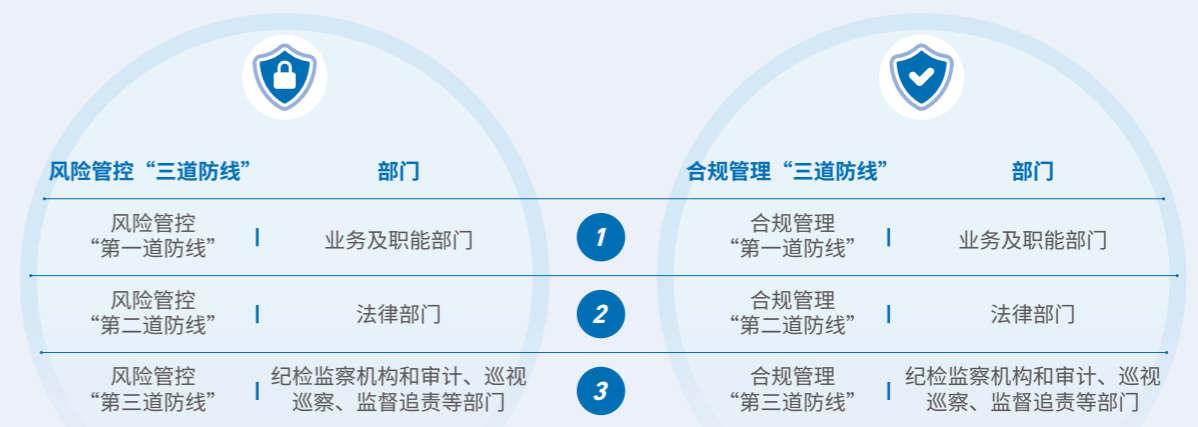 风险管控“三道防线” 部门 合规管理“三道防线” 部门
风险管控
“第一道防线” 业务及职能部门 1 合规管理
“第一道防线” 业务及职能部门
风险管控
“第二道防线” 法律部门 2 合规管理
“第二道防线” 法律部门
风险管控
“第三道防线” 纪检监察机构和审计、巡视
巡察、监督追责等部门 3 合规管理
“第三道防线” 纪检监察机构和审计、巡视
巡察、监督追责等部门